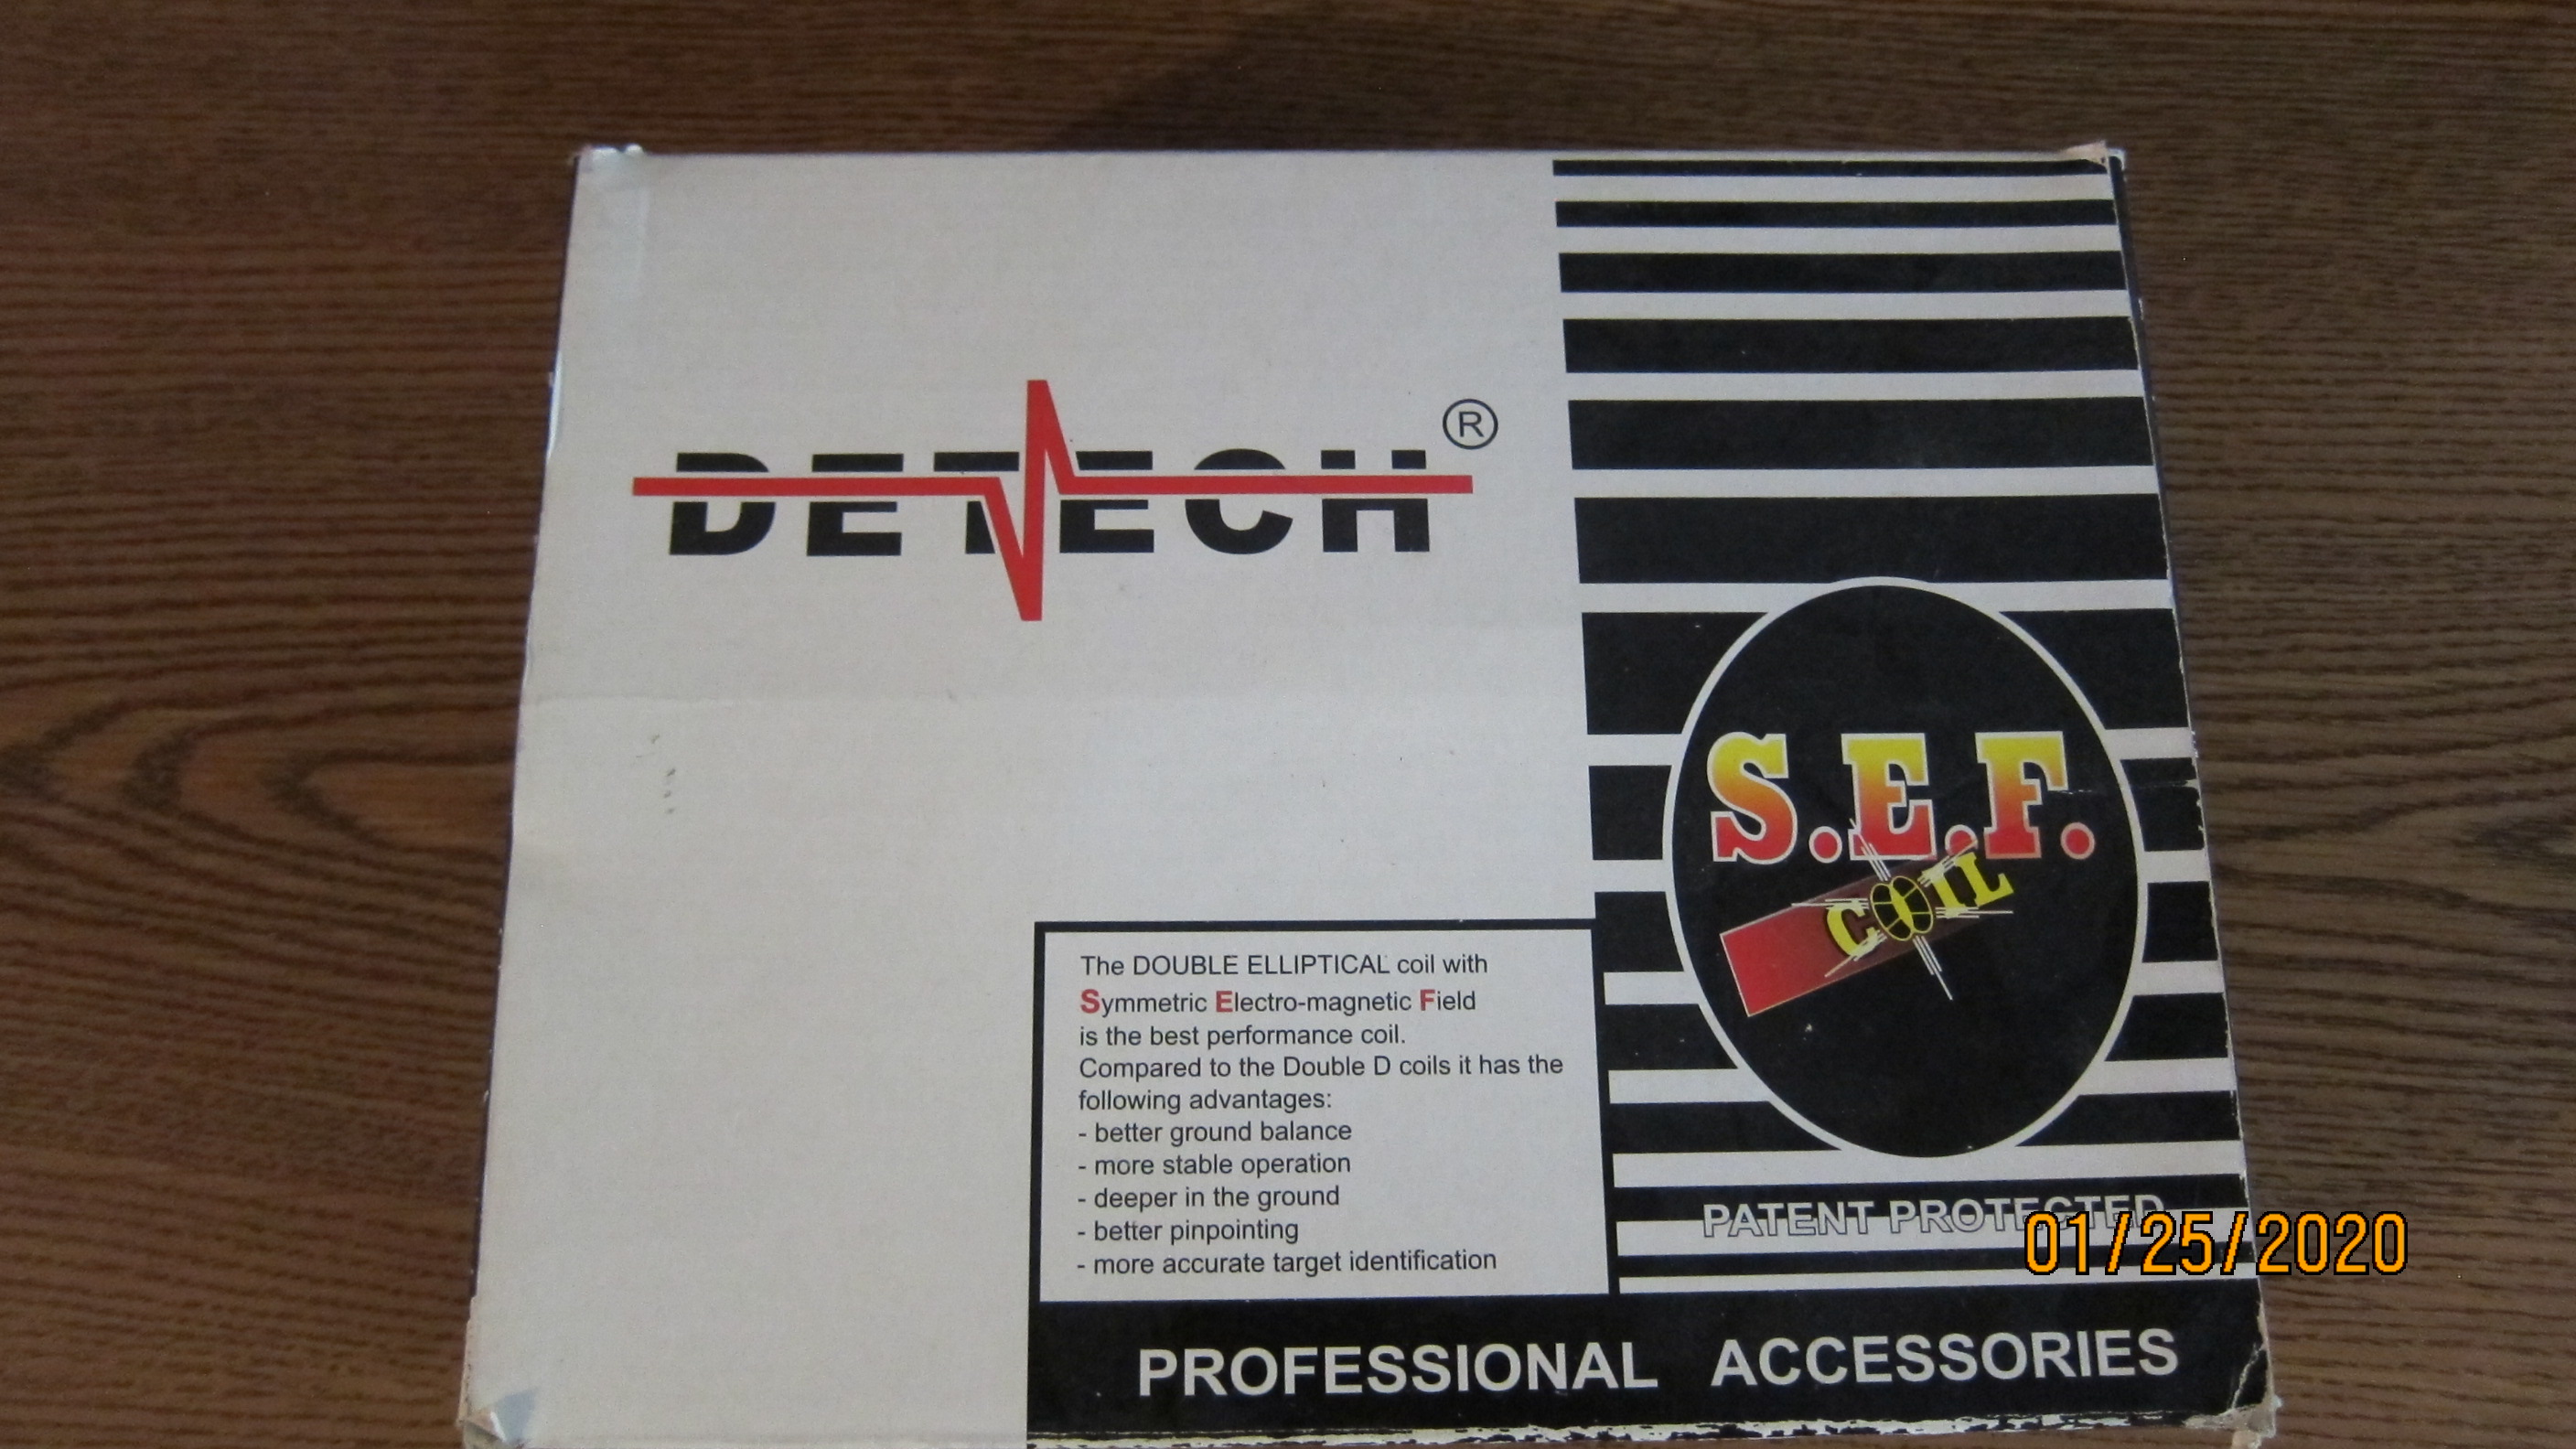 DETECH ®
S.E.F.
COIL
The DOUBLE ELLIPTICAL coil with
Symmetric Electro-magnetic Field
is the best performance coil.
Compared to the Double D coils it has the
following advantages:
- better ground balance
- more stable operation
- deeper in the ground
- better pinpointing
- more accurate target identification
PATENT PROTECTED
01/25/2020
PROFESSIONAL ACCESSORIES